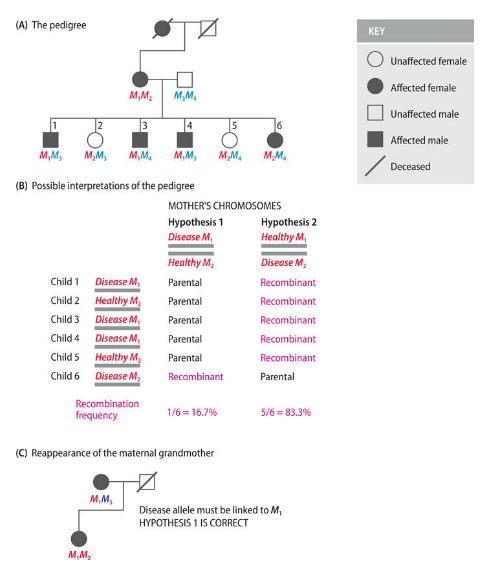 (A) The pedigree
KEY
Unaffected female
Affected female
Unaffected male
Affected male
Deceased
M₁M₂ M₃M₄
1 2 3 4 5 6
M₁M₃ M₂M₃ M₁M₄ M₁M₃ M₂M₄ M₂M₄
(B) Possible interpretations of the pedigree
MOTHER'S CHROMOSOMES
Hypothesis 1 Hypothesis 2
Disease M₁ Healthy M₁
Healthy M₂ Disease M₂
Child 1 Disease M₁ Parental Recombinant
Child 2 Healthy M₂ Parental Recombinant
Child 3 Disease M₁ Parental Recombinant
Child 4 Disease M₁ Parental Recombinant
Child 5 Healthy M₂ Parental Recombinant
Child 6 Disease M₂ Recombinant Parental
Recombination
frequency 1/6 = 16.7% 5/6 = 83.3%
(C) Reappearance of the maternal grandmother
M₁M₅
Disease allele must be linked to M₁
HYPOTHESIS 1 IS CORRECT
M₁M₂